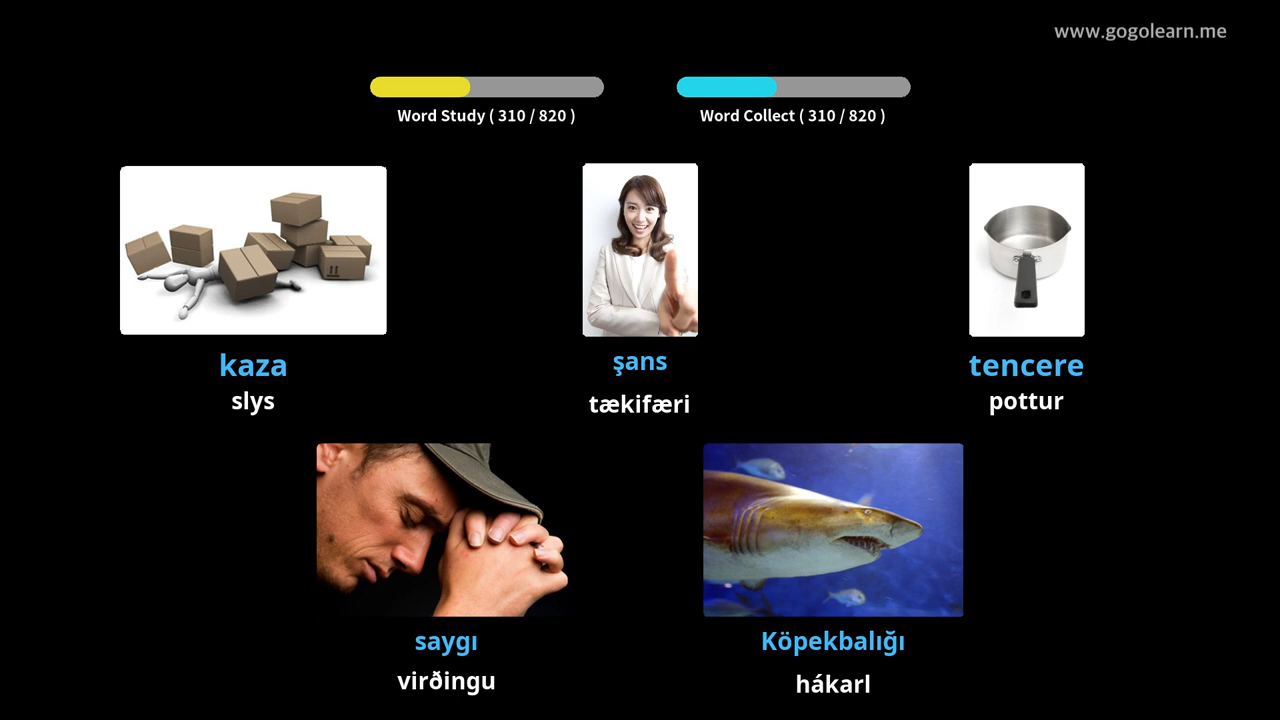 www.gogolearn.me
Word Study ( 310 / 820 )
Word Collect ( 310 / 820 )
kaza
slys
şans
tækifæri
tencere
pottur
saygı
virðingu
Köpekbalığı
hákarl